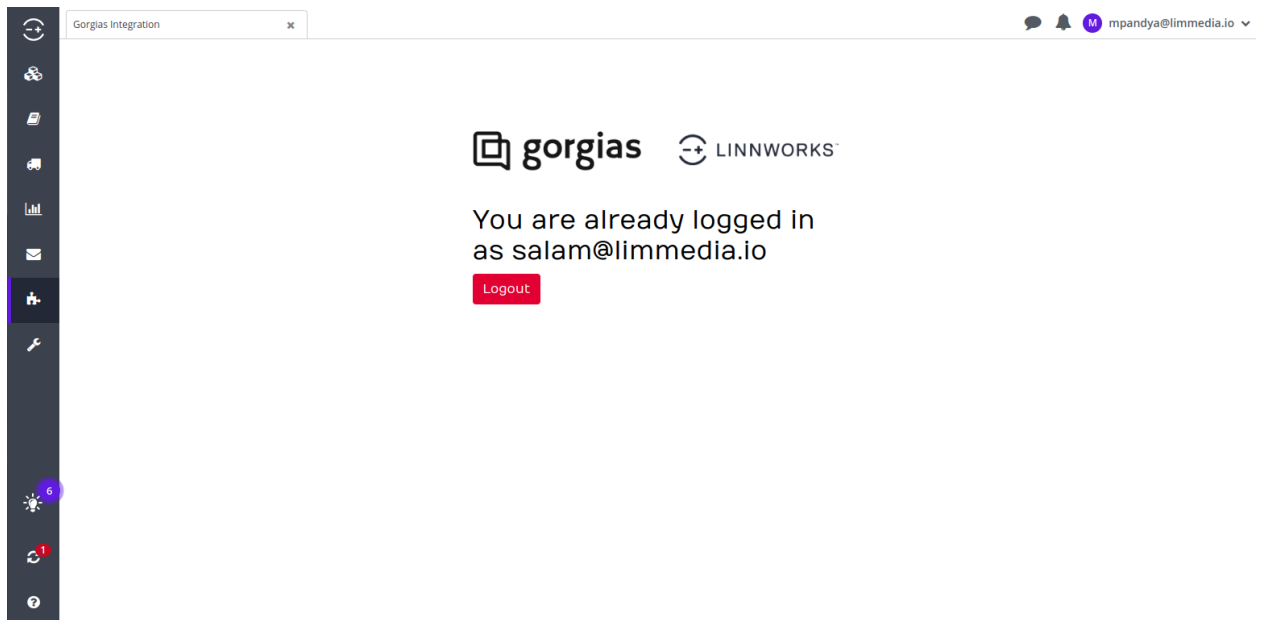 Gorgias Integration
M mpandya@limmedia.io
gorgias LINNWORKS
You are already logged in
as salam@limmedia.io
Logout
6
1